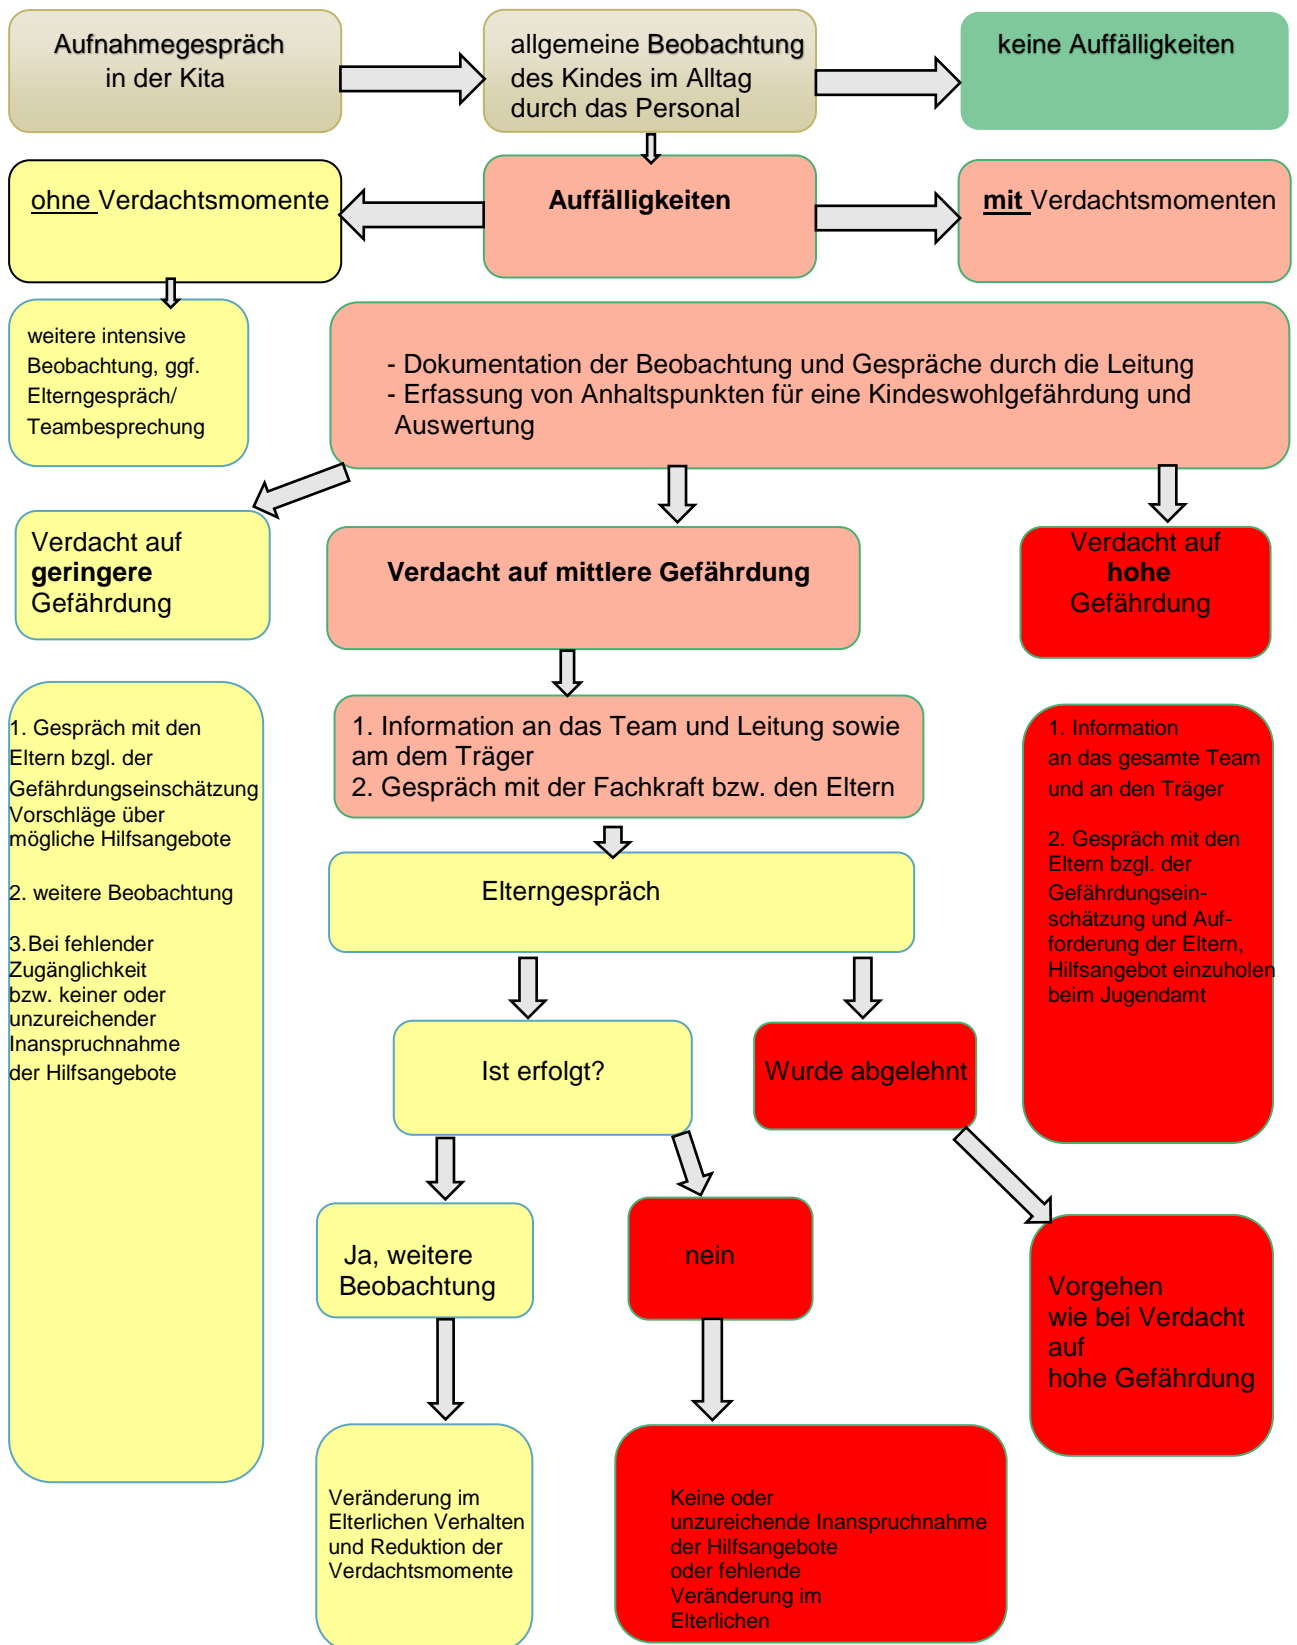 Aufnahmegespräch
in der Kita
allgemeine Beobachtung
des Kindes im Alltag
durch das Personal
keine Auffälligkeiten
ohne Verdachtsmomente
Auffälligkeiten
mit Verdachtsmomenten
weitere intensive
Beobachtung, ggf.
Elterngespräch/
Teambesprechung
- Dokumentation der Beobachtung und Gespräche durch die Leitung
- Erfassung von Anhaltspunkten für eine Kindeswohlgefährdung und
Auswertung
Verdacht auf
geringere
Gefährdung
Verdacht auf mittlere Gefährdung
Verdacht auf
hohe
Gefährdung
1. Gespräch mit den
Eltern bzgl. der
Gefährdungseinschätzung
Vorschläge über
mögliche Hilfsangebote
2. weitere Beobachtung
3.Bei fehlender
Zugänglichkeit
bzw. keiner oder
unzureichender
Inanspruchnahme
der Hilfsangebote
1. Information an das Team und Leitung sowie
am dem Träger
2. Gespräch mit der Fachkraft bzw. den Eltern
1. Information
an das gesamte Team
und an den Träger
2. Gespräch mit den
Eltern bzgl. der
Gefährdungsein-
schätzung und Auf-
forderung der Eltern,
Hilfsangebot einzuholen
beim Jugendamt
Elterngespräch
Ist erfolgt?
Wurde abgelehnt
Ja, weitere
Beobachtung
nein
Vorgehen
wie bei Verdacht
auf
hohe Gefährdung
Veränderung im
Elterlichen Verhalten
und Reduktion der
Verdachtsmomente
Keine oder
unzureichende Inanspruchnahme
der Hilfsangebote
oder fehlende
Veränderung im
Elterlichen